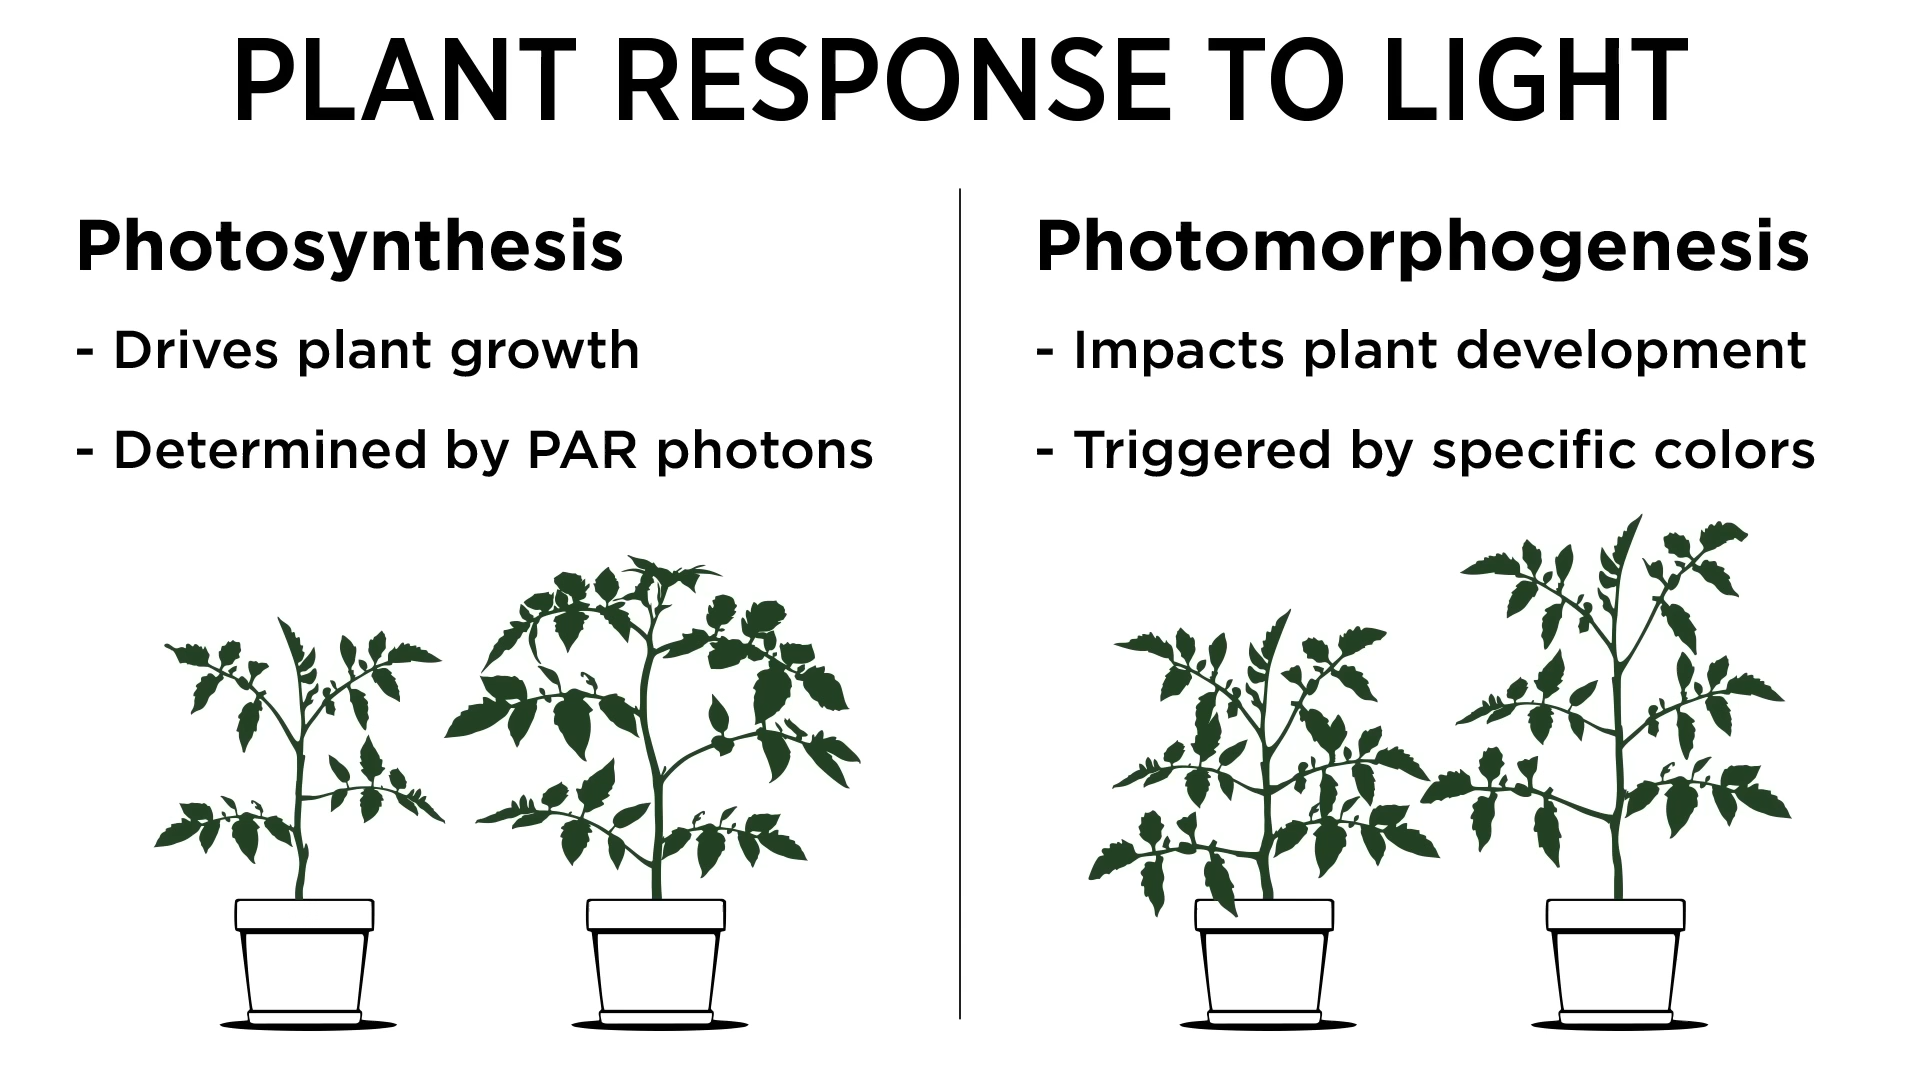 PLANT RESPONSE TO LIGHT
Photosynthesis
- Drives plant growth
- Determined by PAR photons
Photomorphogenesis
- Impacts plant development
- Triggered by specific colors